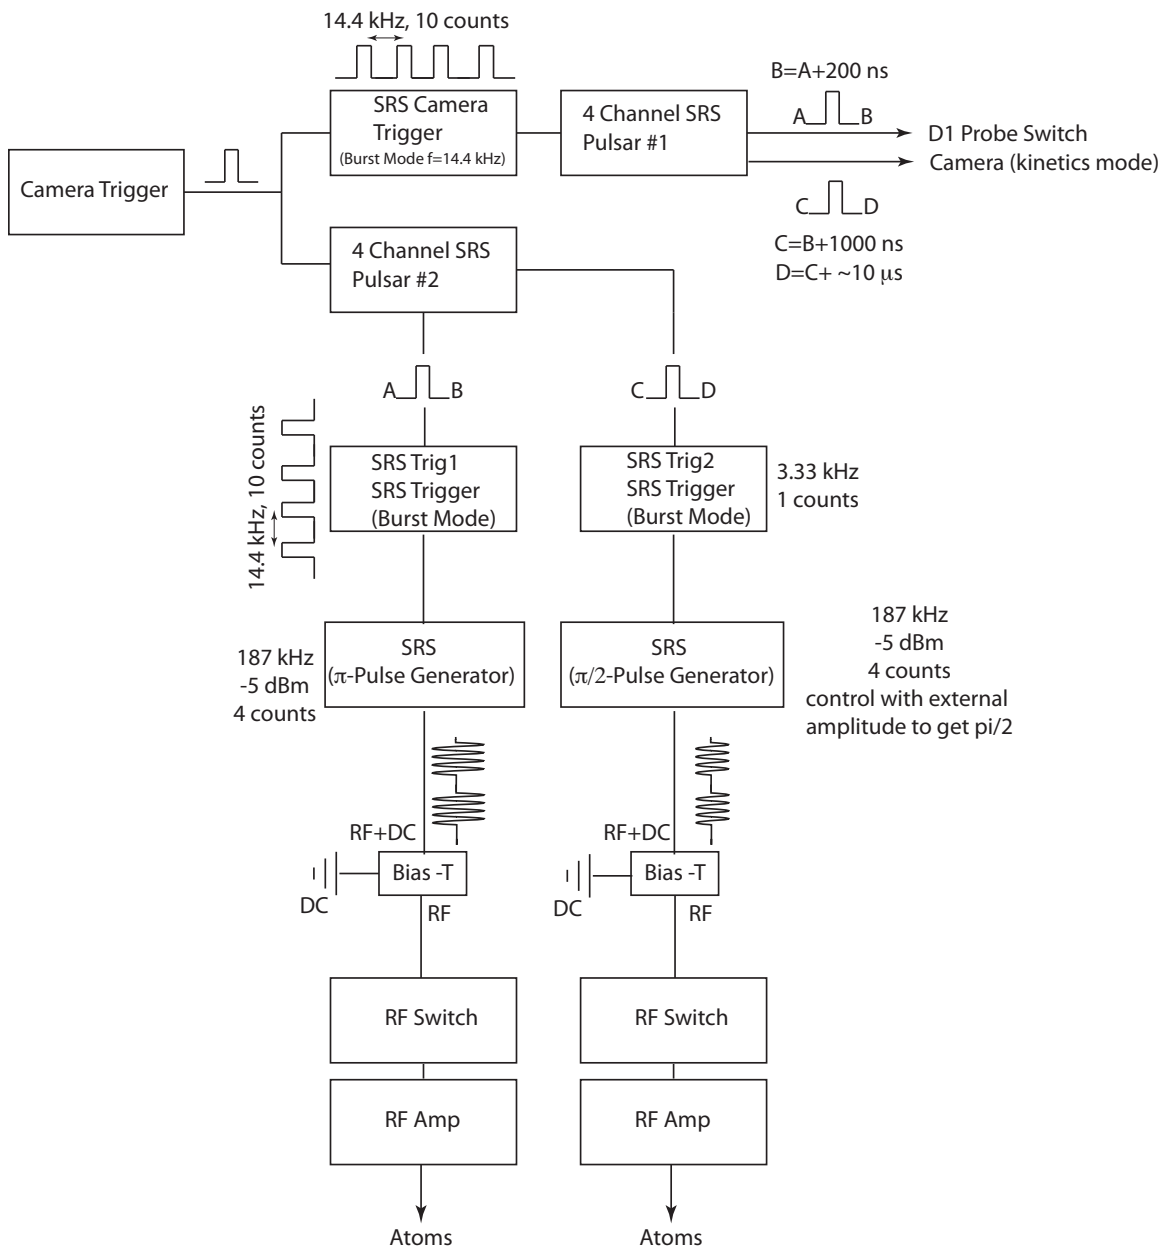 14.4 kHz, 10 counts
SRS Camera
Trigger
(Burst Mode f=14.4 kHz)
4 Channel SRS
Pulsar #1
B=A+200 ns
A
B
D1 Probe Switch
Camera (kinetics mode)
C
D
C=B+1000 ns
D=C+ ~10 μs
Camera Trigger
4 Channel SRS
Pulsar #2
A
B
C
D
14.4 kHz, 10 counts
SRS Trig1
SRS Trigger
(Burst Mode)
SRS Trig2
SRS Trigger
(Burst Mode)
3.33 kHz
1 counts
187 kHz
-5 dBm
4 counts
SRS
(π-Pulse Generator)
SRS
(π/2-Pulse Generator)
187 kHz
-5 dBm
4 counts
control with external
amplitude to get pi/2
RF+DC
Bias -T
DC
RF
RF+DC
Bias -T
DC
RF
RF Switch
RF Switch
RF Amp
RF Amp
Atoms
Atoms